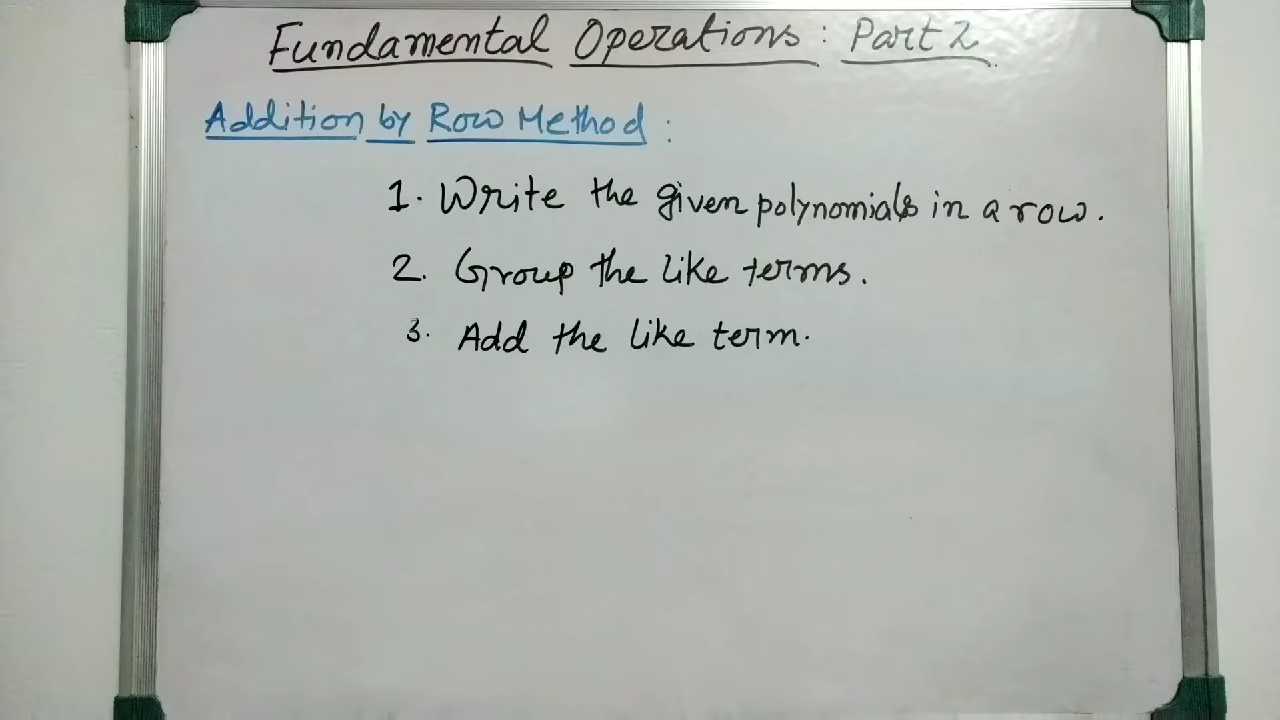 Fundamental Operations: Part 2
Addition by Row Method:
1. Write the given polynomials in a row.
2. Group the like terms.
3. Add the like term.